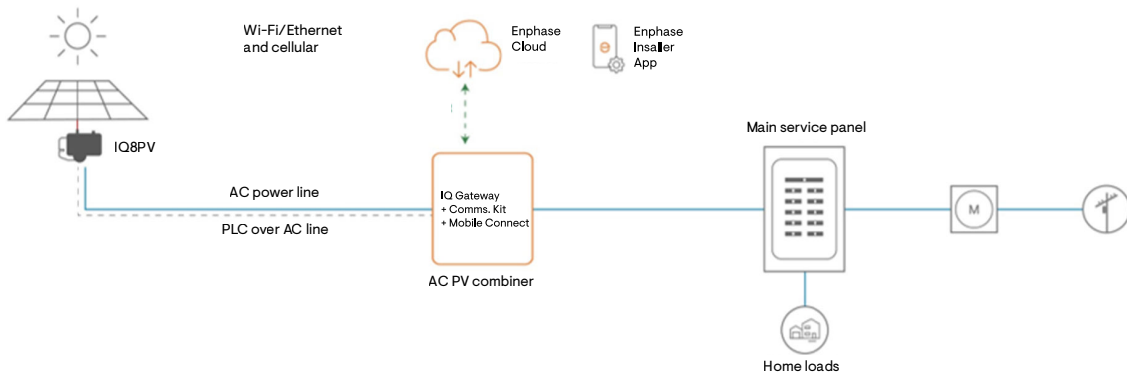 Wi-Fi/Ethernet
and cellular
Enphase
Cloud
Enphase
Insaller
App
IQ8PV
Main service panel
AC power line
PLC over AC line
IQ Gateway
+ Comms. Kit
+ Mobile Connect
M
AC PV combiner
Home loads